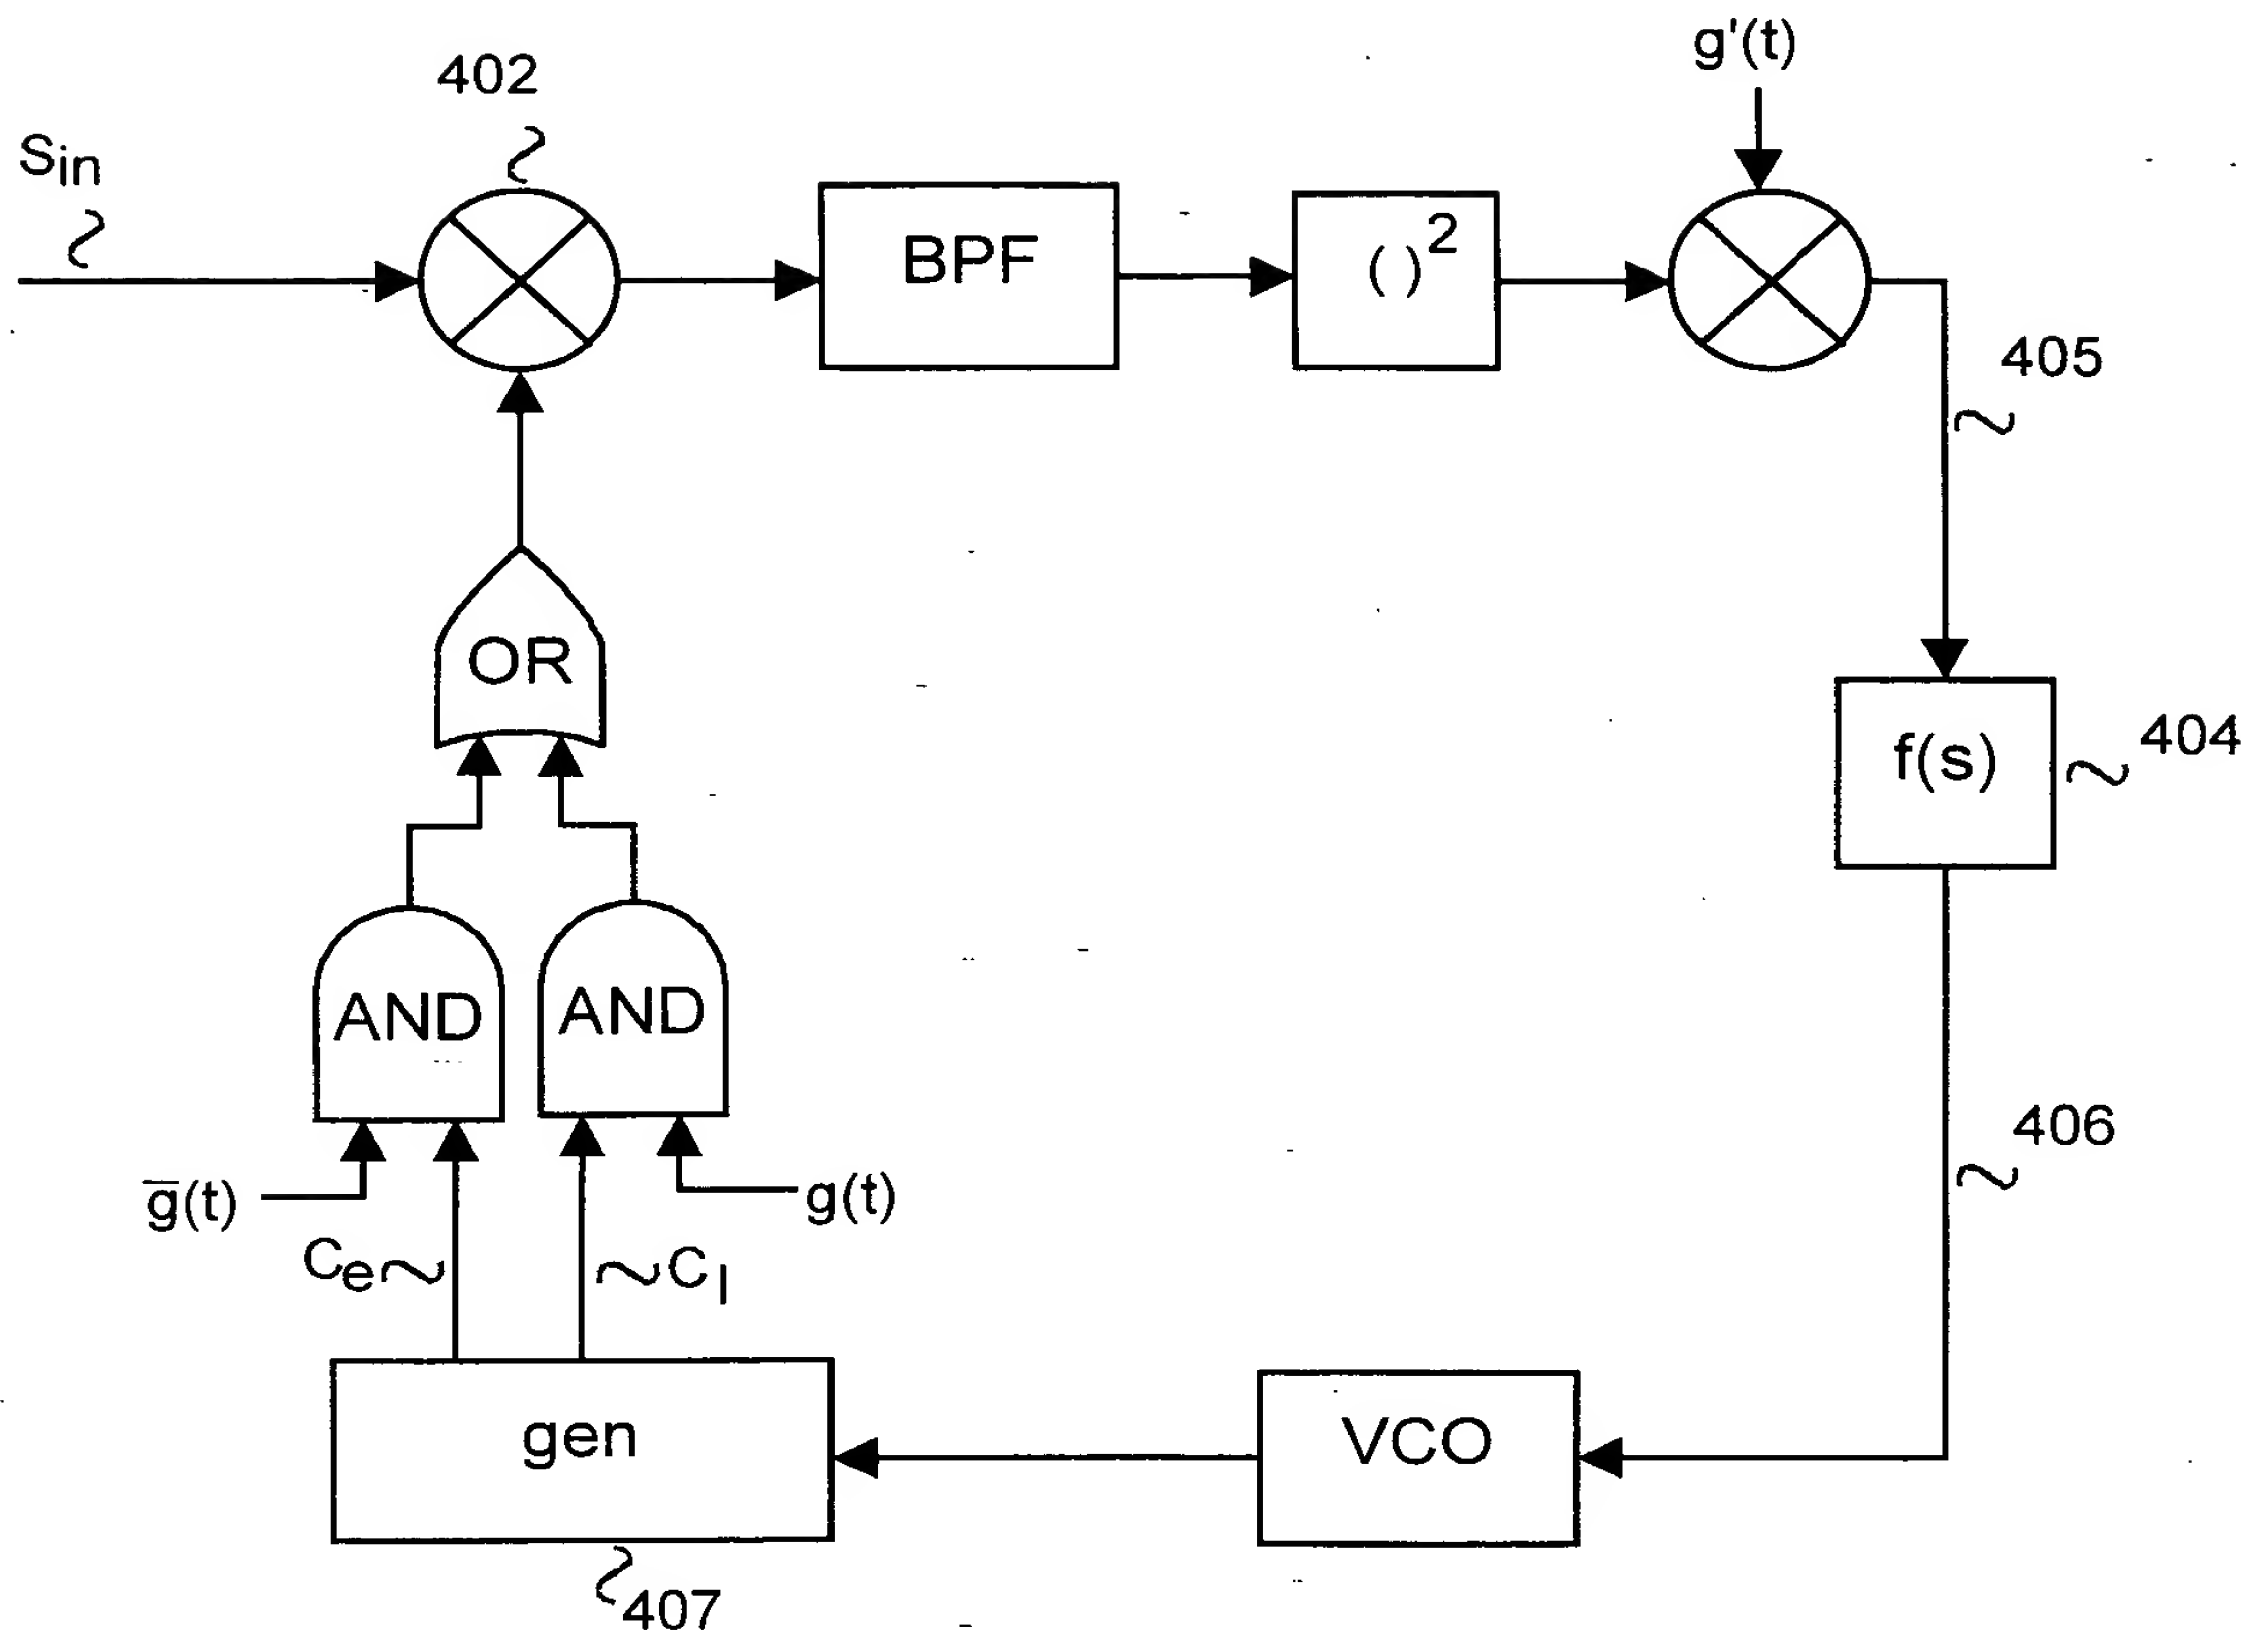 g'(t)
402
Sin
BPF
( )²
405
OR
f(s)
404
AND
AND
406
g̅(t)
g(t)
Ce
Cl
gen
VCO
407